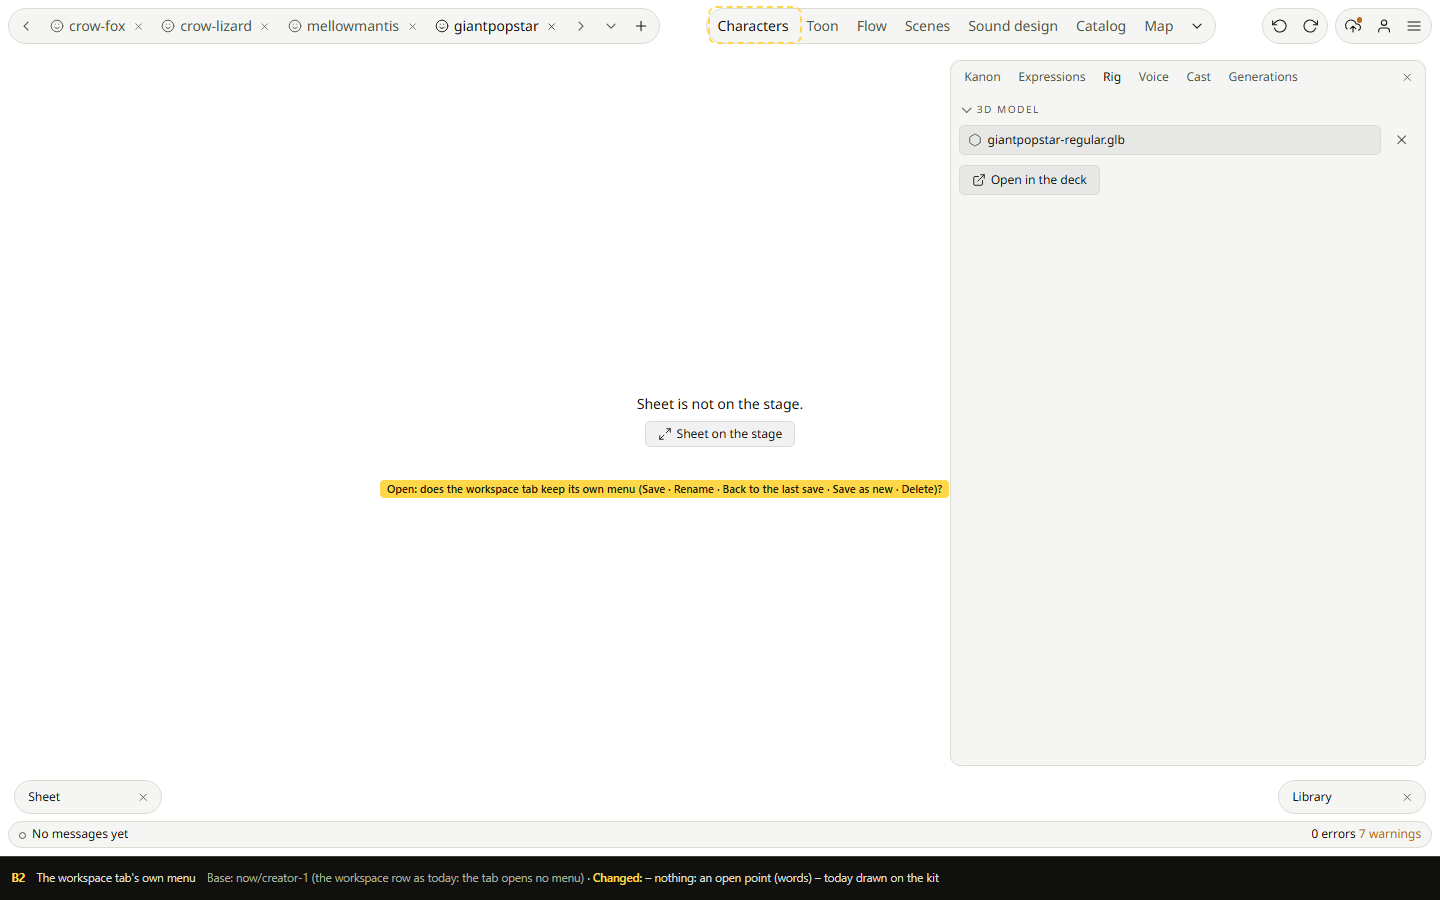 crow-fox crow-lizard mellowmantis giantpopstar
Characters Toon Flow Scenes Sound design Catalog Map
Kanon Expressions Rig Voice Cast Generations
3D MODEL
giantpopstar-regular.glb
Open in the deck
Sheet is not on the stage.
Sheet on the stage
Open: does the workspace tab keep its own menu (Save · Rename · Back to the last save · Save as new · Delete)?
Sheet
Library
No messages yet
0 errors 7 warnings
B2 The workspace tab's own menu Base: now/creator-1 (the workspace row as today: the tab opens no menu) · Changed: – nothing: an open point (words) – today drawn on the kit